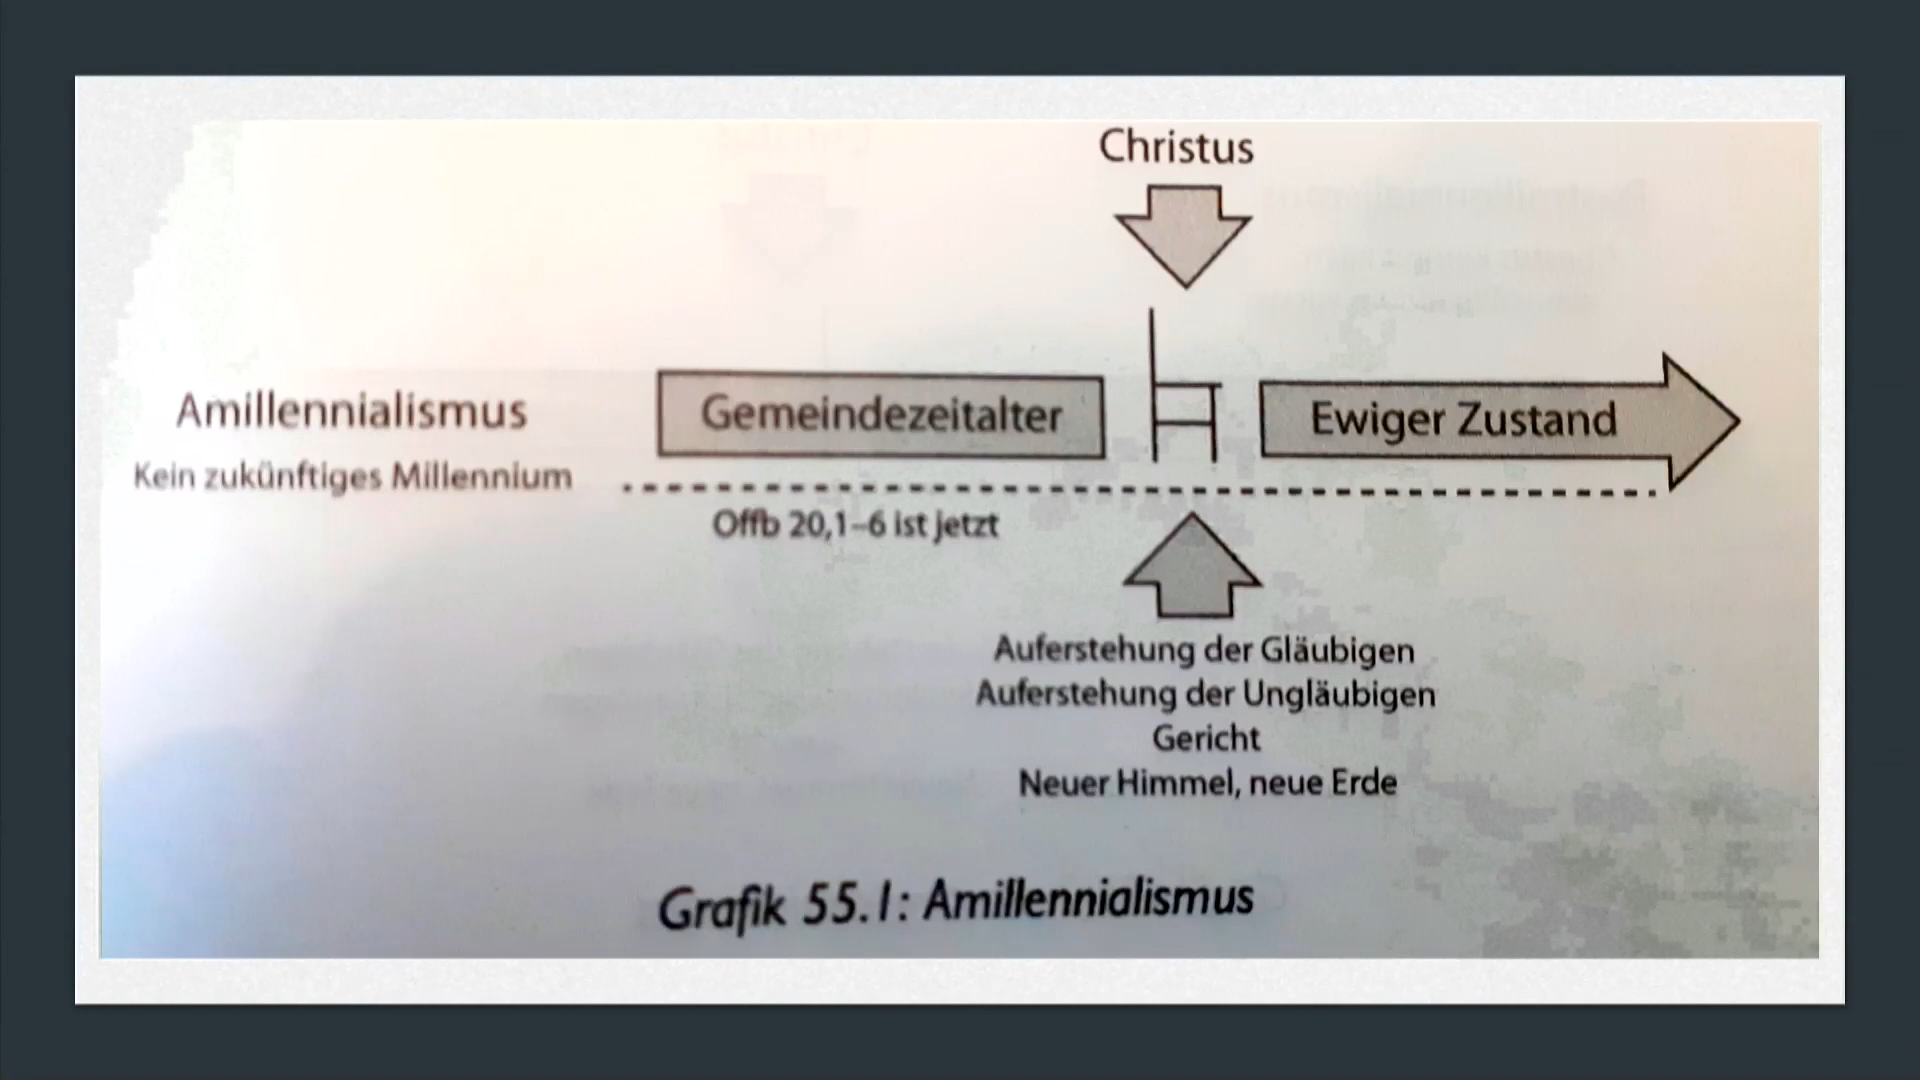 Christus
Amillennialismus
Kein zukünftiges Millennium
Gemeindezeitalter
Ewiger Zustand
Offb 20,1–6 ist jetzt
Auferstehung der Gläubigen
Auferstehung der Ungläubigen
Gericht
Neuer Himmel, neue Erde
Grafik 55.1: Amillennialismus